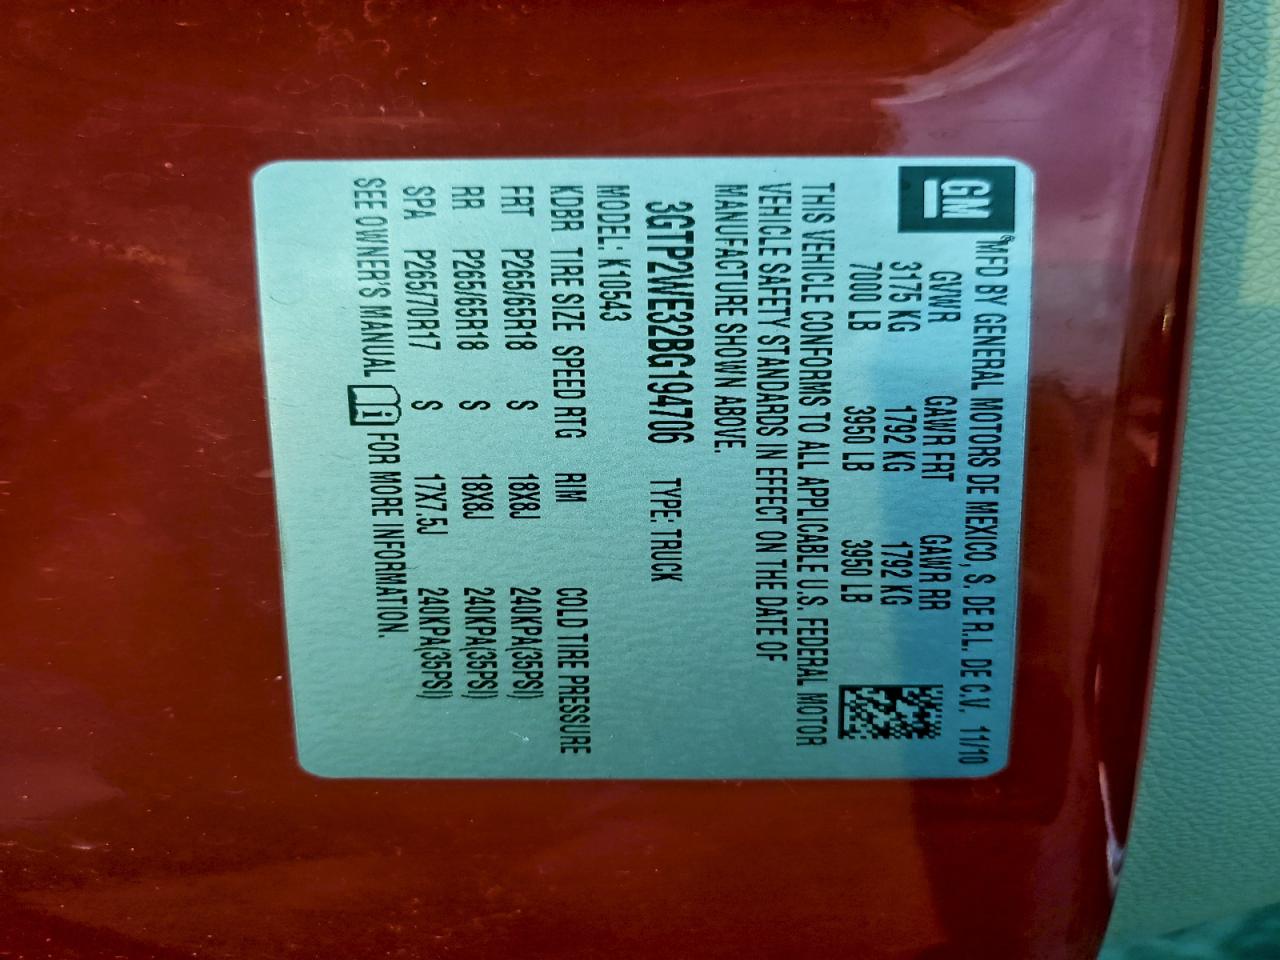 GM® MFD BY GENERAL MOTORS DE MEXICO, S. DE R.L. DE C.V. 11/10
GVWR GAWR FRT GAWR RR
3175 KG 1792 KG 1792 KG
7000 LB 3950 LB 3950 LB
THIS VEHICLE CONFORMS TO ALL APPLICABLE U.S. FEDERAL MOTOR
VEHICLE SAFETY STANDARDS IN EFFECT ON THE DATE OF
MANUFACTURE SHOWN ABOVE.
3GTP2WE32BG194706 TYPE: TRUCK
MODEL: K10543
KDBR TIRE SIZE SPEED RTG RIM COLD TIRE PRESSURE
FRT P265/65R18 S 18X8J 240KPA(35PSI)
RR P265/65R18 S 18X8J 240KPA(35PSI)
SPA P265/70R17 S 17X7.5J 240KPA(35PSI)
SEE OWNER'S MANUAL i FOR MORE INFORMATION.